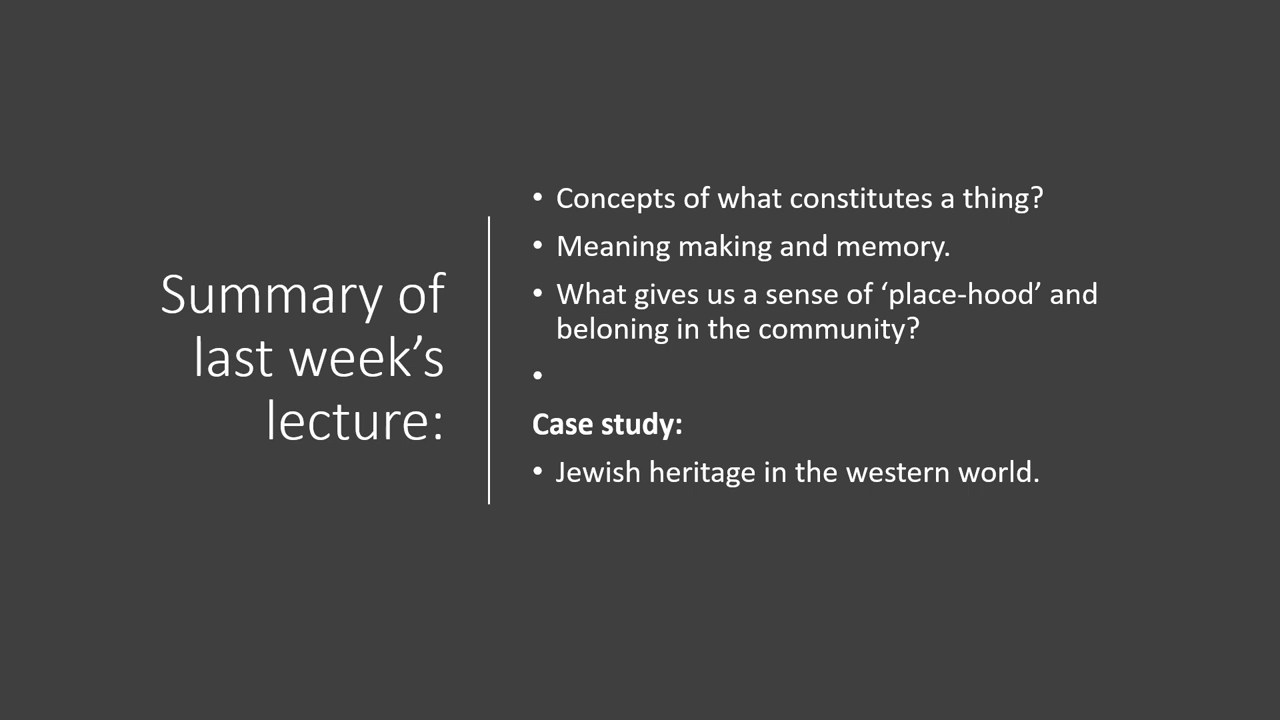 Summary of
last week’s
lecture:
• Concepts of what constitutes a thing?
• Meaning making and memory.
• What gives us a sense of ‘place-hood’ and
beloning in the community?
•
Case study:
• Jewish heritage in the western world.